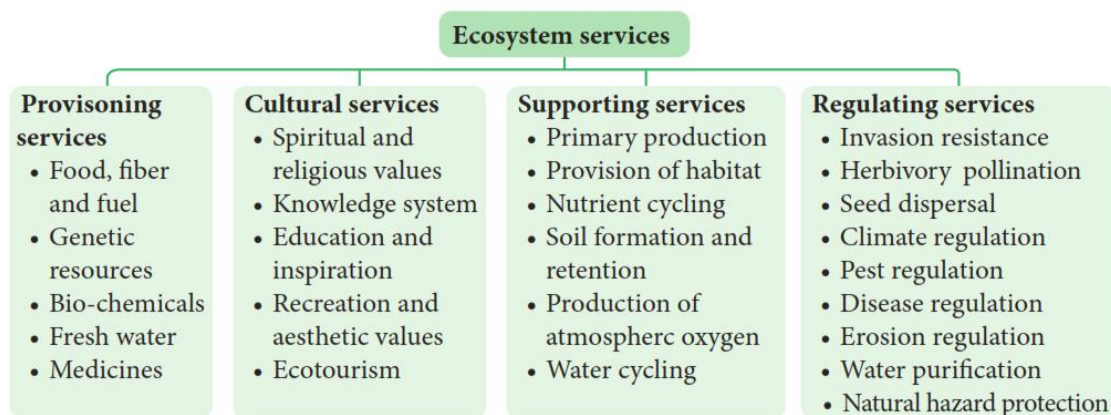 Ecosystem services
Provisoning
services
• Food, fiber
and fuel
• Genetic
resources
• Bio-chemicals
• Fresh water
• Medicines
Cultural services
• Spiritual and
religious values
• Knowledge system
• Education and
inspiration
• Recreation and
aesthetic values
• Ecotourism
Supporting services
• Primary production
• Provision of habitat
• Nutrient cycling
• Soil formation and
retention
• Production of
atmospherc oxygen
• Water cycling
Regulating services
• Invasion resistance
• Herbivory pollination
• Seed dispersal
• Climate regulation
• Pest regulation
• Disease regulation
• Erosion regulation
• Water purification
• Natural hazard protection